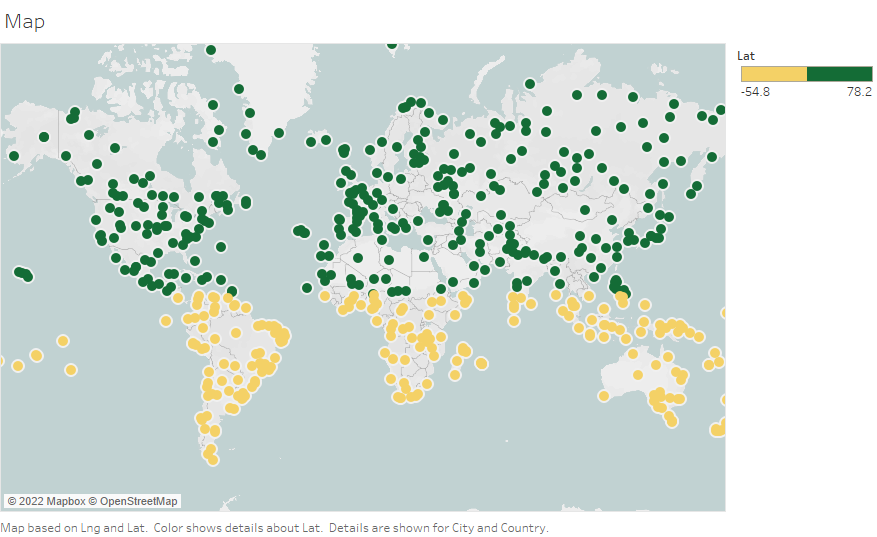 Map
Lat
-54.8 78.2
© 2022 Mapbox © OpenStreetMap
Map based on Lng and Lat. Color shows details about Lat. Details are shown for City and Country.